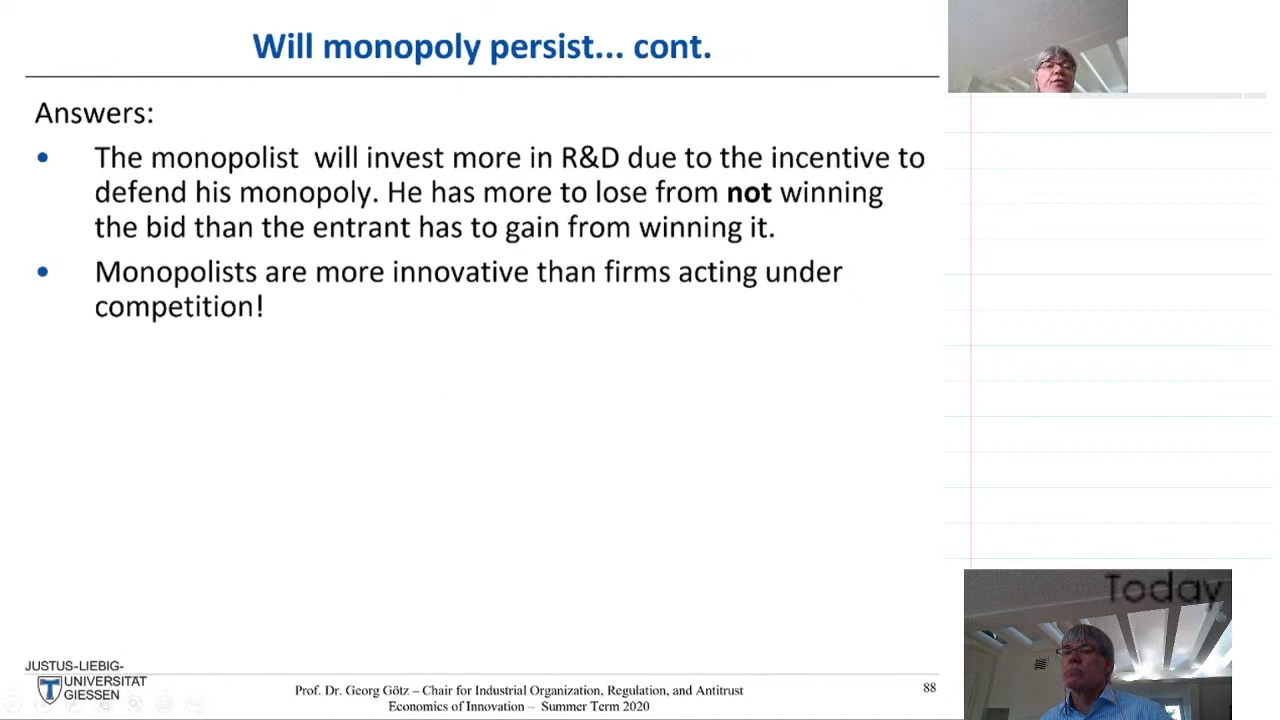 Will monopoly persist... cont.
Answers:
• The monopolist will invest more in R&D due to the incentive to
defend his monopoly. He has more to lose from not winning
the bid than the entrant has to gain from winning it.
• Monopolists are more innovative than firms acting under
competition!
Today
JUSTUS-LIEBIG-
UNIVERSITAT
GIESSEN
Prof. Dr. Georg Götz – Chair for Industrial Organization, Regulation, and Antitrust
Economics of Innovation – Summer Term 2020
88